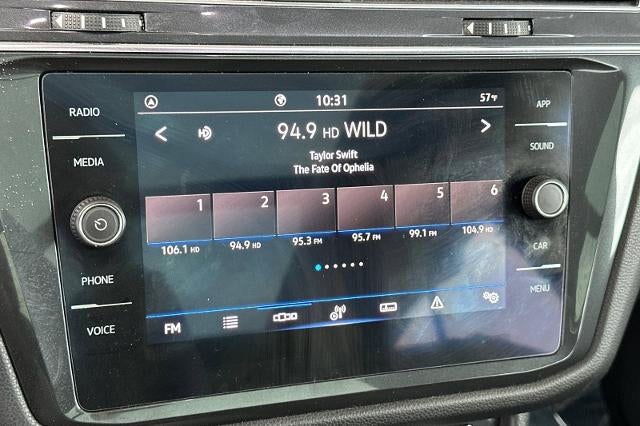 10:31
57°F
RADIO
MEDIA
PHONE
VOICE
94.9 HD WILD
Taylor Swift
The Fate Of Ophelia
1 2 3 4 5 6
106.1 HD 94.9 HD 95.3 FM 95.7 FM 99.1 FM 104.9 HD
FM
APP
SOUND
CAR
MENU